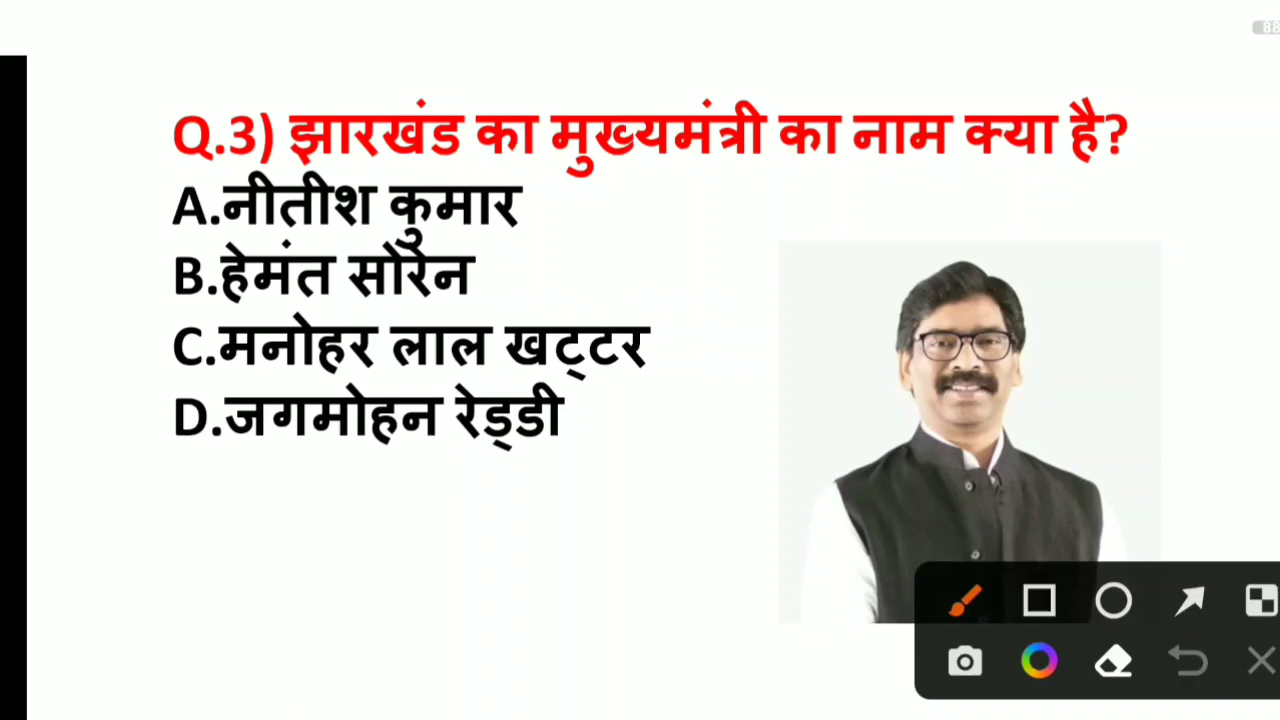 Q.3) झारखंड का मुख्यमंत्री का नाम क्या है?
A.नीतीश कुमार
B.हेमंत सोरेन
C.मनोहर लाल खट्टर
D.जगमोहन रेड्डी